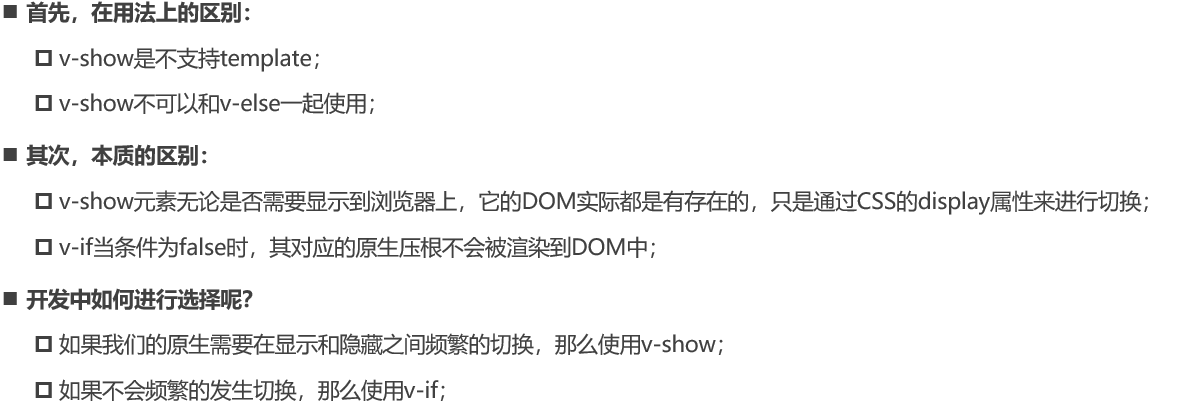 ■ 首先，在用法上的区别：
□ v-show是不支持template；
□ v-show不可以和v-else一起使用；
■ 其次，本质的区别：
□ v-show元素无论是否需要显示到浏览器上，它的DOM实际都是有存在的，只是通过CSS的display属性来进行切换；
□ v-if当条件为false时，其对应的原生压根不会被渲染到DOM中；
■ 开发中如何进行选择呢？
□ 如果我们的原生需要在显示和隐藏之间频繁的切换，那么使用v-show；
□ 如果不会频繁的发生切换，那么使用v-if；